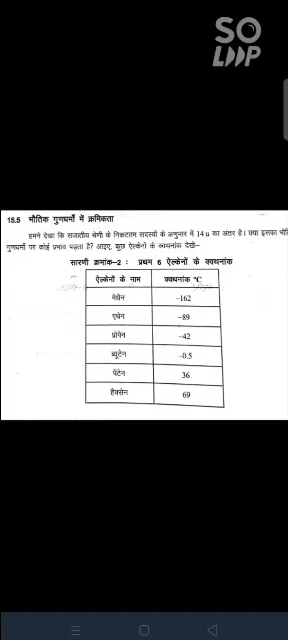 SO
LOOP
15.5 भौतिक गुणधर्मों में क्रमिकता
हमने देखा कि सजातीय श्रेणी के निकटतम सदस्यों के अणुभार में 14 u का अंतर है। क्या इसका
गुणधर्मों पर कोई प्रभाव पड़ता है? आइए, कुछ ऐल्केनों के क्वथनांक देखें–
सारणी क्रमांक–2 : प्रथम 6 ऐल्केनों के क्वथनांक
ऐल्केनों के नाम क्वथनांक °C
मेथेन –162
एथेन –89
प्रोपेन –42
ब्यूटेन –0.5
पेंटेन 36
हैक्सेन 69